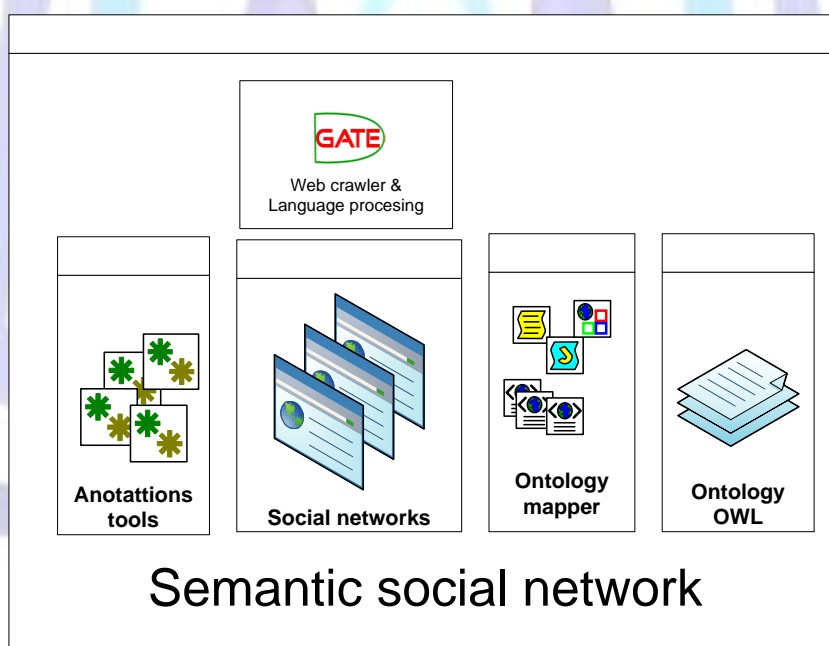 GATE
Web crawler &
Language procesing
Anotattions
tools
Social networks
Ontology
mapper
Ontology
OWL
Semantic social network